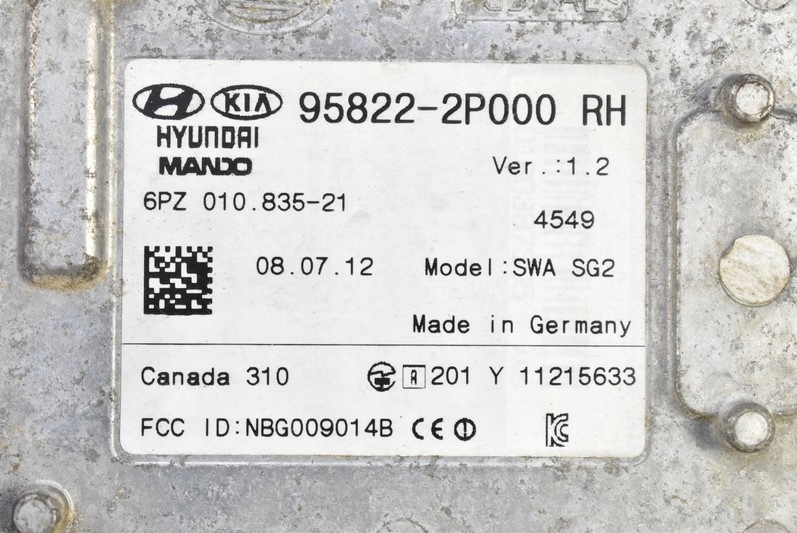 KIA 95822-2P000 RH
HYUNDAI
MANDO Ver.:1.2
6PZ 010.835-21
4549
08.07.12 Model:SWA SG2
Made in Germany
Canada 310 R 201 Y 11215633
FCC ID:NBG009014B CE